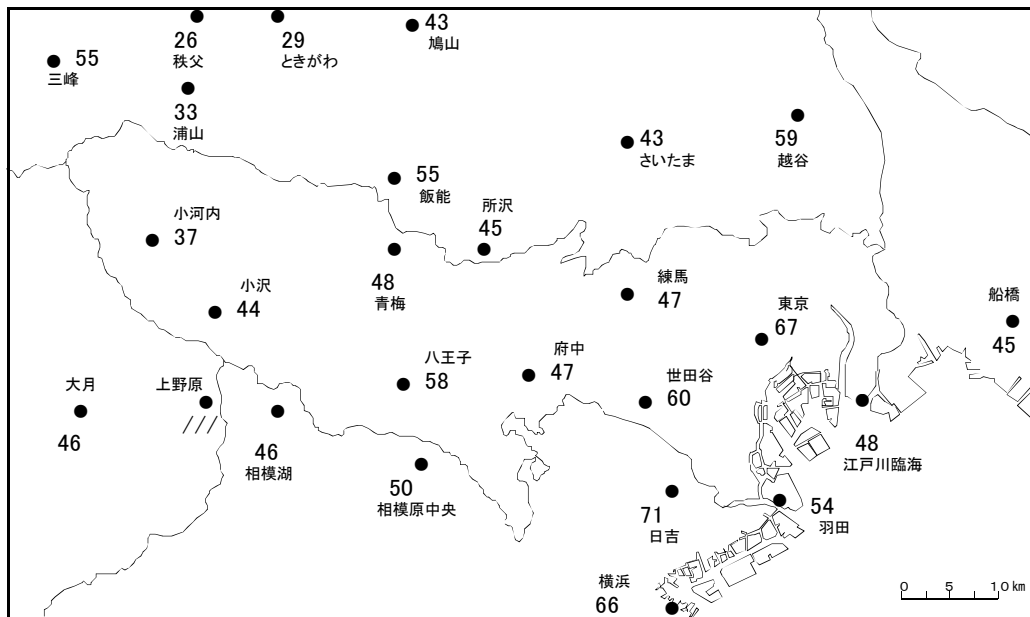 26
秩父
29
ときがわ
43
鳩山
55
三峰
33
浦山
43
さいたま
59
越谷
55
飯能
所沢
45
小河内
37
48
青梅
小沢
44
練馬
47
東京
67
船橋
45
大月
46
上野原
///
46
相模湖
八王子
58
府中
47
世田谷
60
48
江戸川臨海
50
相模原中央
71
日吉
54
羽田
横浜
66
0 5 10km